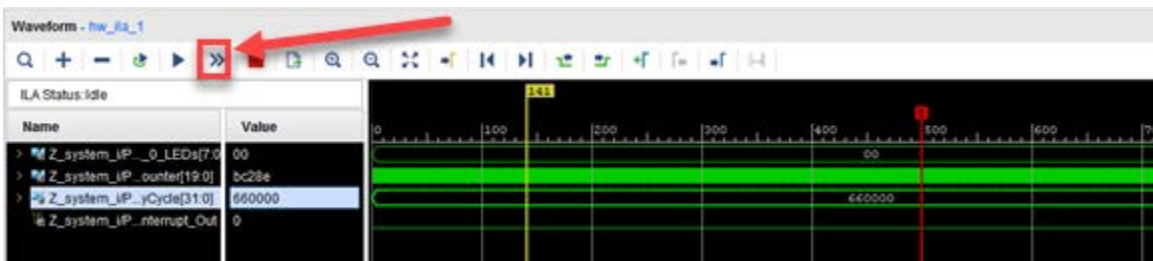 Waveform - hw_ila_1
ILA Status:Idle
141
Name Value
T
0 100 200 300 400 500 600 7
Z_system_i/P..._0_LEDs[7:0 00 00
Z_system_i/P...ounter[19:0] bc28e
Z_system_i/P...yCycle[31:0] 660000 660000
Z_system_i/P...nterrupt_Out 0